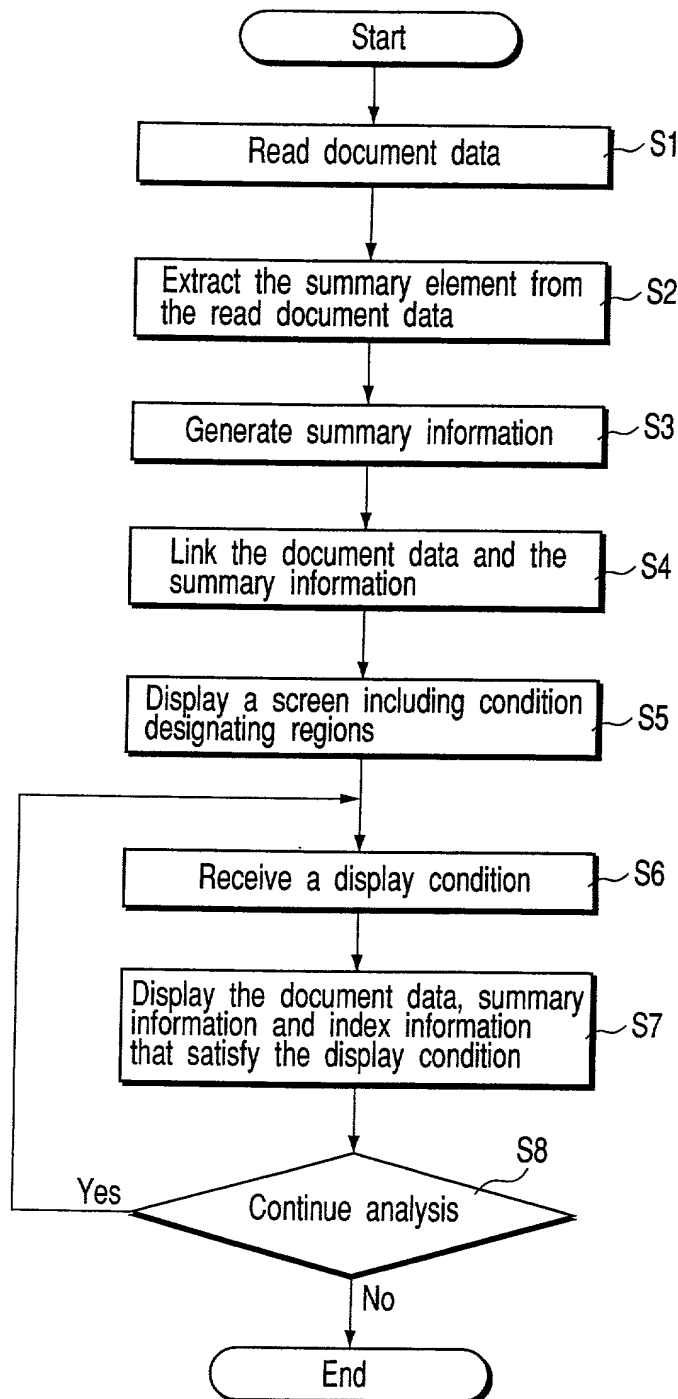 Start
Read document data
S1
Extract the summary element from
the read document data
S2
Generate summary information
S3
Link the document data and the
summary information
S4
Display a screen including condition
designating regions
S5
Receive a display condition
S6
Display the document data, summary
information and index information
that satisfy the display condition
S7
S8
Continue analysis
Yes
No
End